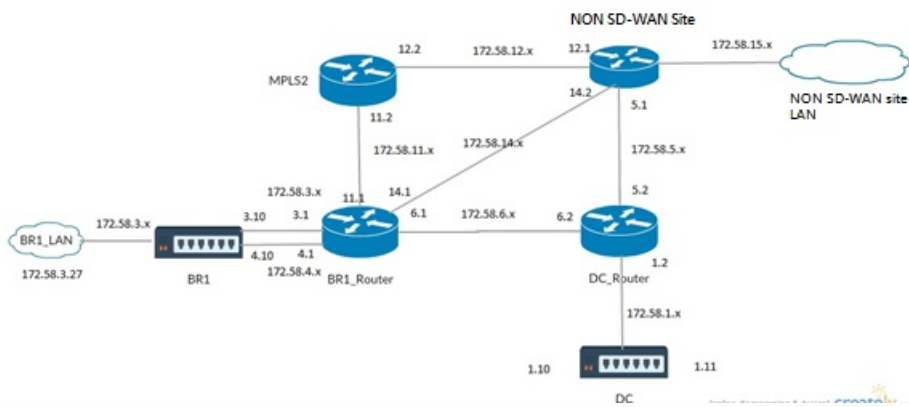 NON SD-WAN Site
12.2
172.58.12.x
12.1
172.58.15.x
MPLS2
14.2
5.1
NON SD-WAN site
LAN
11.2
172.58.11.x
172.58.14.x
172.58.5.x
172.58.3.x
11.1
14.1
5.2
172.58.3.x
3.10
3.1
6.1
172.58.6.x
6.2
BR1_LAN
4.10
4.1
172.58.3.27
BR1
172.58.4.x
BR1_Router
DC_Router
1.2
172.58.1.x
1.10
1.11
DC
creately